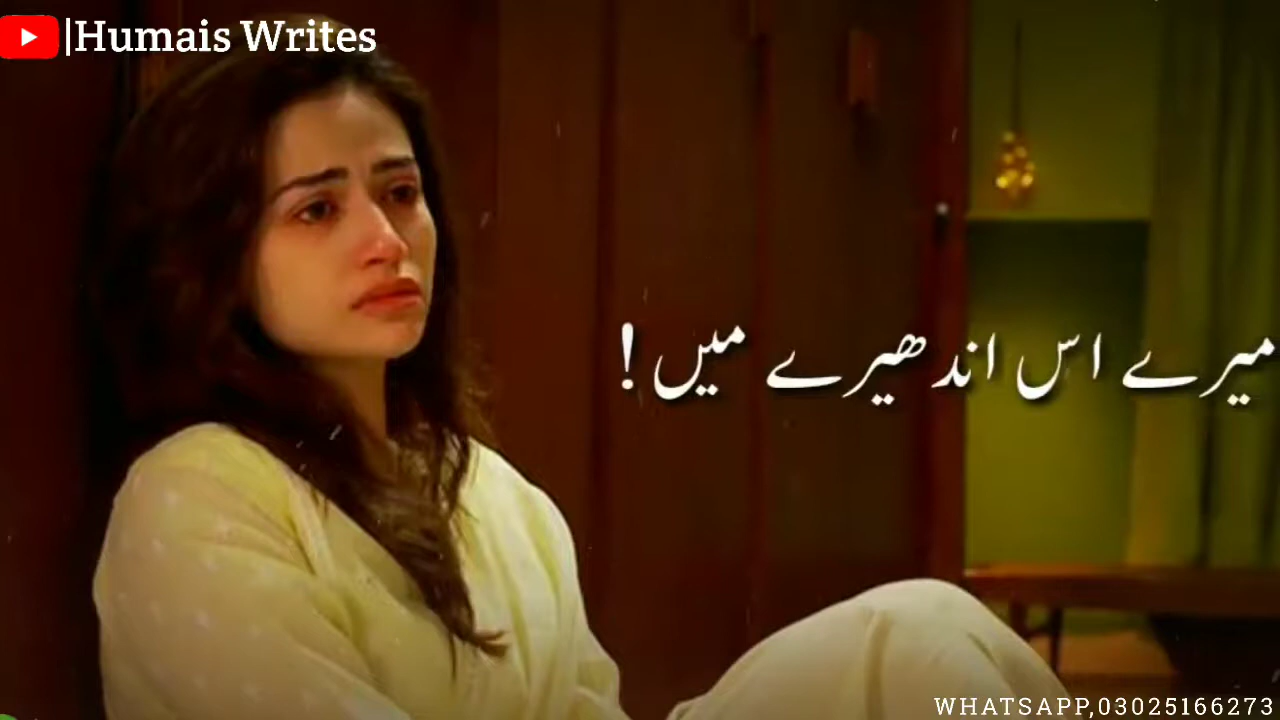 |Humais Writes
میرے اس اندھیرے میں !
WHATSAPP,03025166273